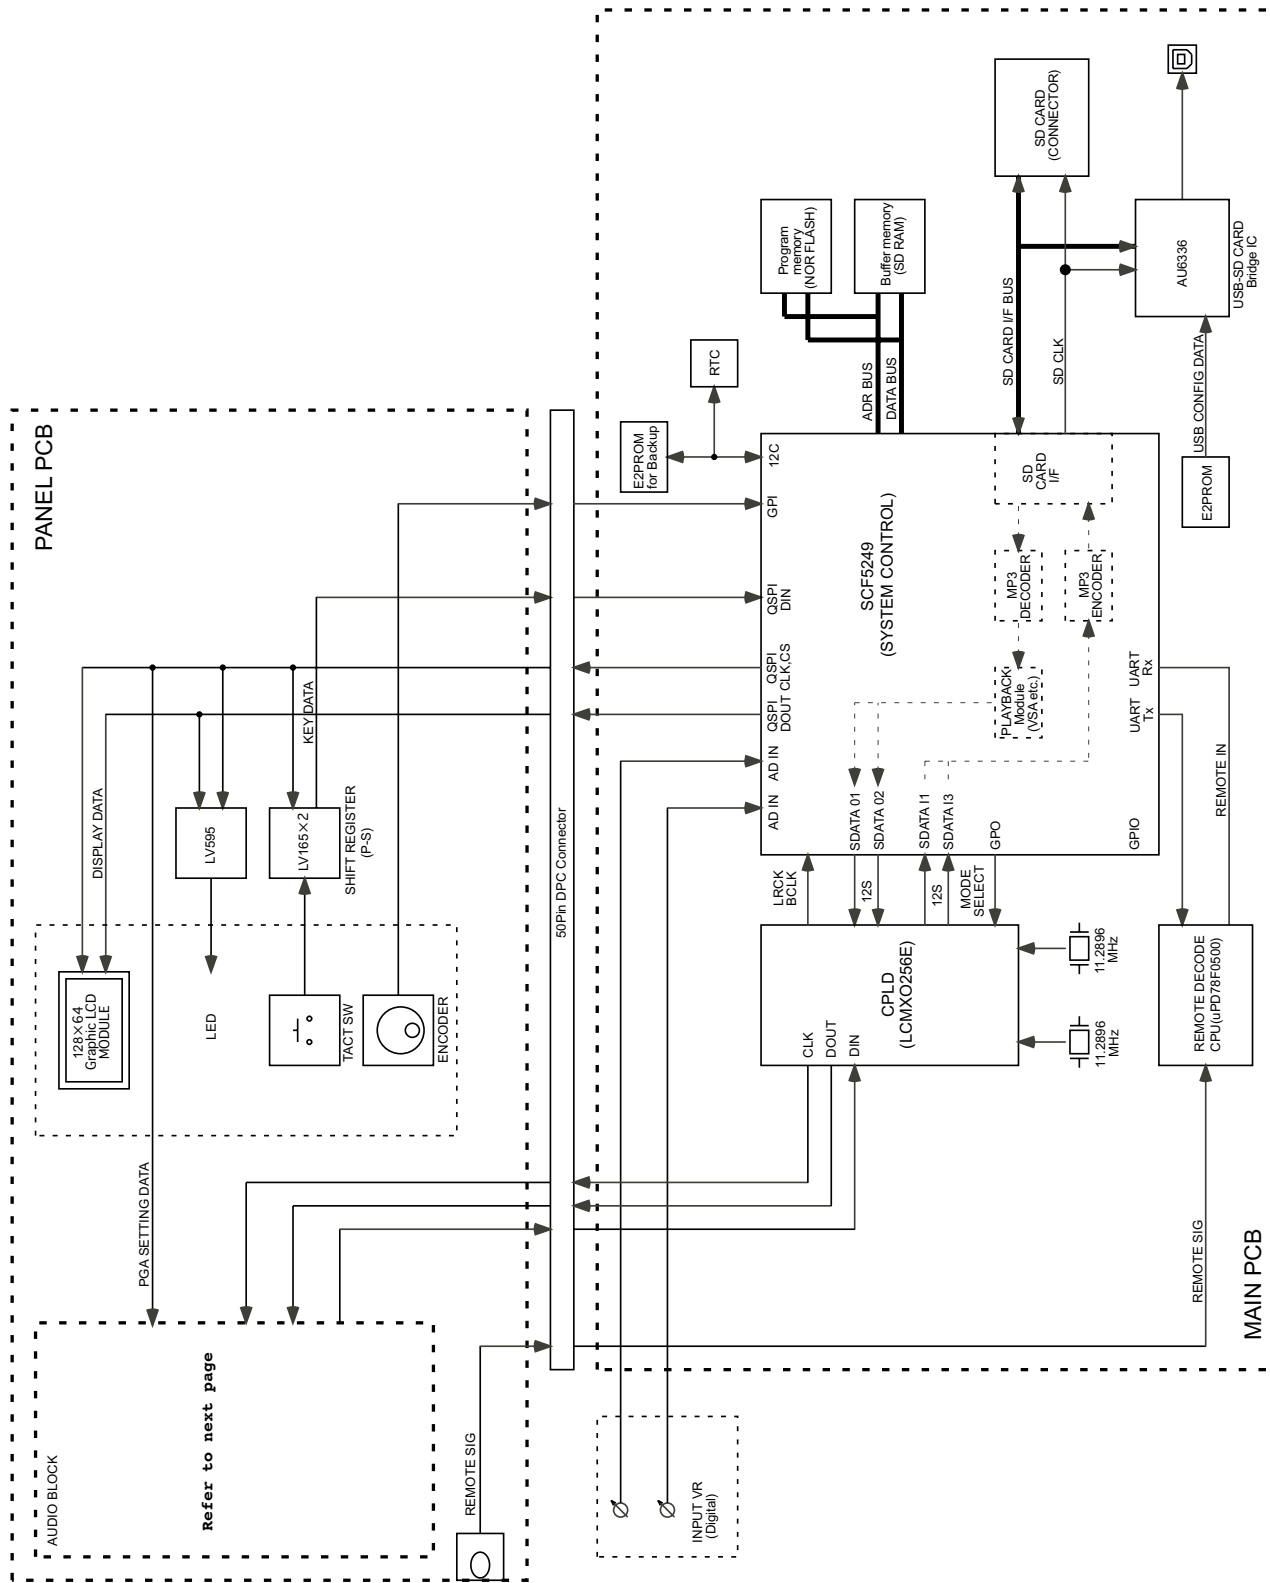 PANEL PCB
128×64
Graphic LCD
MODULE
DISPLAY DATA
LV595
LED
KEY DATA
LV165×2
SHIFT REGISTER
(P-S)
TACT SW
ENCODER
PGA SETTING DATA
AUDIO BLOCK
Refer to next page
REMOTE SIG
50Pin DPC Connector
INPUT VR
(Digital)
MAIN PCB
E2PROM
for Backup
RTC
Program
memory
(NOR FLASH)
Buffer memory
(SD RAM)
ADR BUS
DATA BUS
SD CARD
(CONNECTOR)
SD CARD I/F BUS
SD CLK
AU6336
USB-SD CARD
Bridge IC
USB CONFIG DATA
E2PROM
12C
GPI
QSPI
DIN
QSPI
CLK,CS
QSPI
DOUT
AD IN
AD IN
SCF5249
(SYSTEM CONTROL)
SD
CARD
I/F
MP3
DECODER
MP3
ENCODER
PLAYBACK
Module
(VSA etc.)
UART
Rx
UART
Tx
SDATA 01
SDATA 02
SDATA I1
SDATA I3
GPO
GPIO
LRCK
BCLK
12S
12S
MODE
SELECT
REMOTE IN
CPLD
(LCMXO256E)
CLK
DOUT
DIN
11.2896
MHz
11.2896
MHz
REMOTE DECODE
CPU(uPD78F0500)
REMOTE SIG